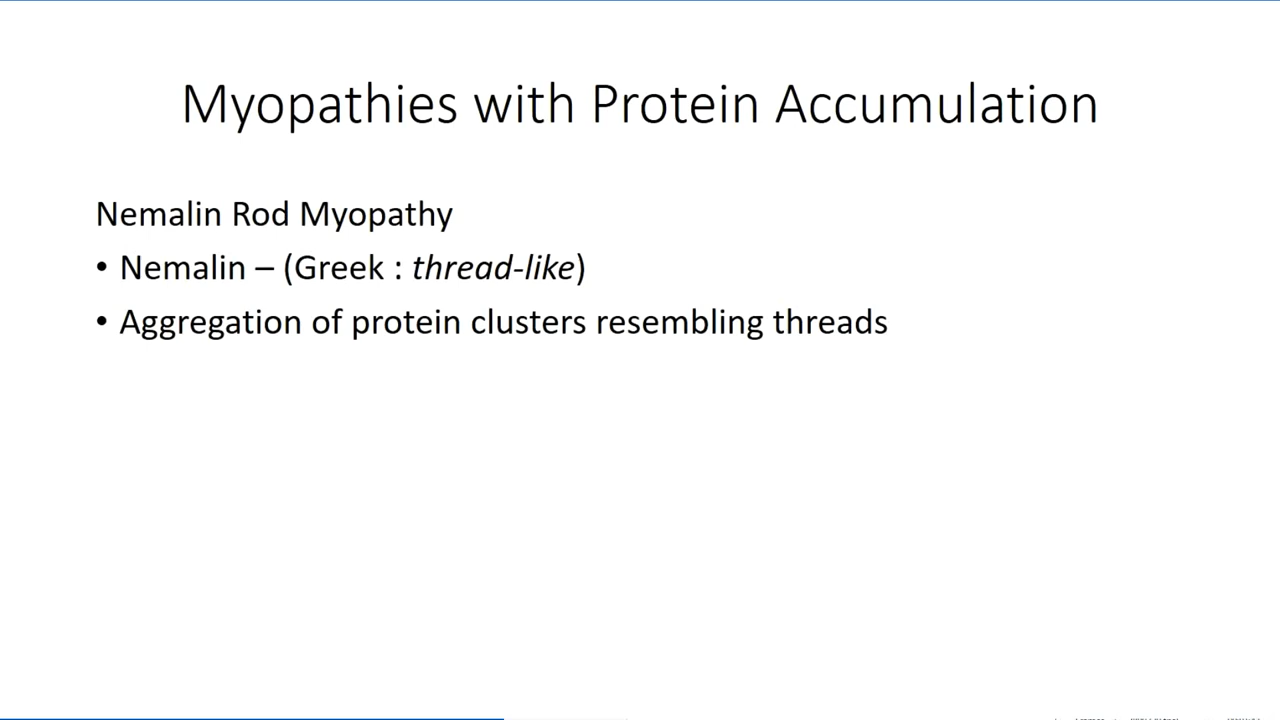 Myopathies with Protein Accumulation
Nemalin Rod Myopathy
• Nemalin – (Greek : thread-like)
• Aggregation of protein clusters resembling threads